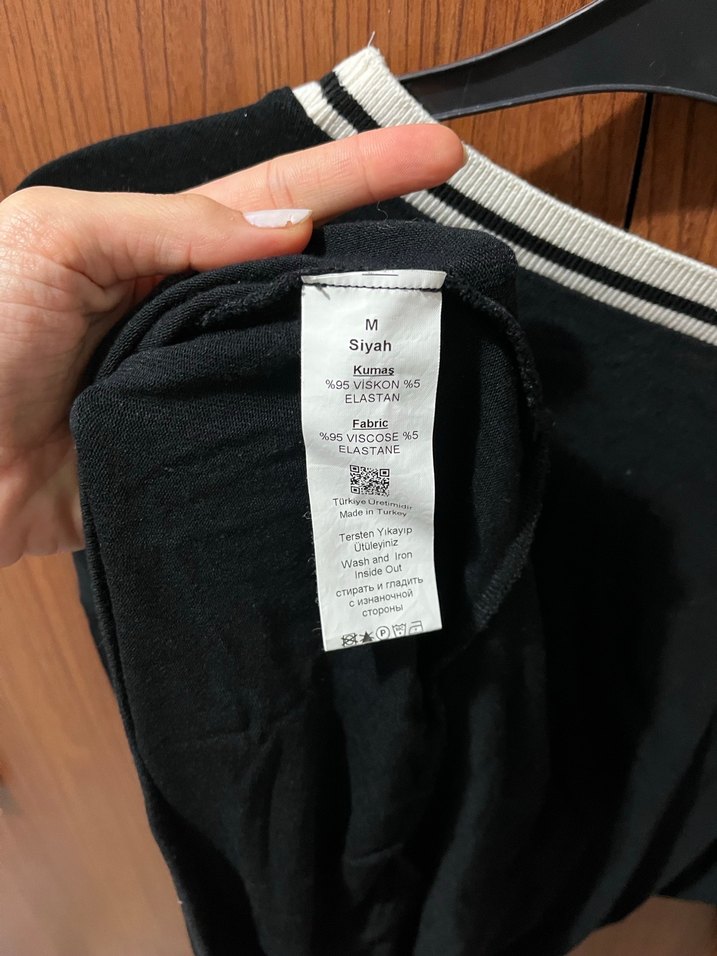 M
Siyah
Kumaş
%95 VİSKON %5
ELASTAN
Fabric
%95 VISCOSE %5
ELASTANE
Türkiye Üretimidir
Made in Turkey
Tersten Yıkayıp
Ütüleyiniz
Wash and Iron
Inside Out
стирать и гладить
с изнаночной
стороны
P